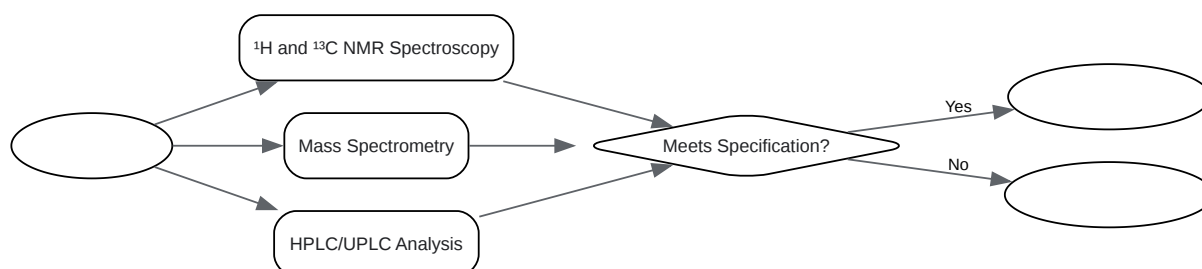 ¹H and ¹³C NMR Spectroscopy
Mass Spectrometry
HPLC/UPLC Analysis
Meets Specification?
Yes
No